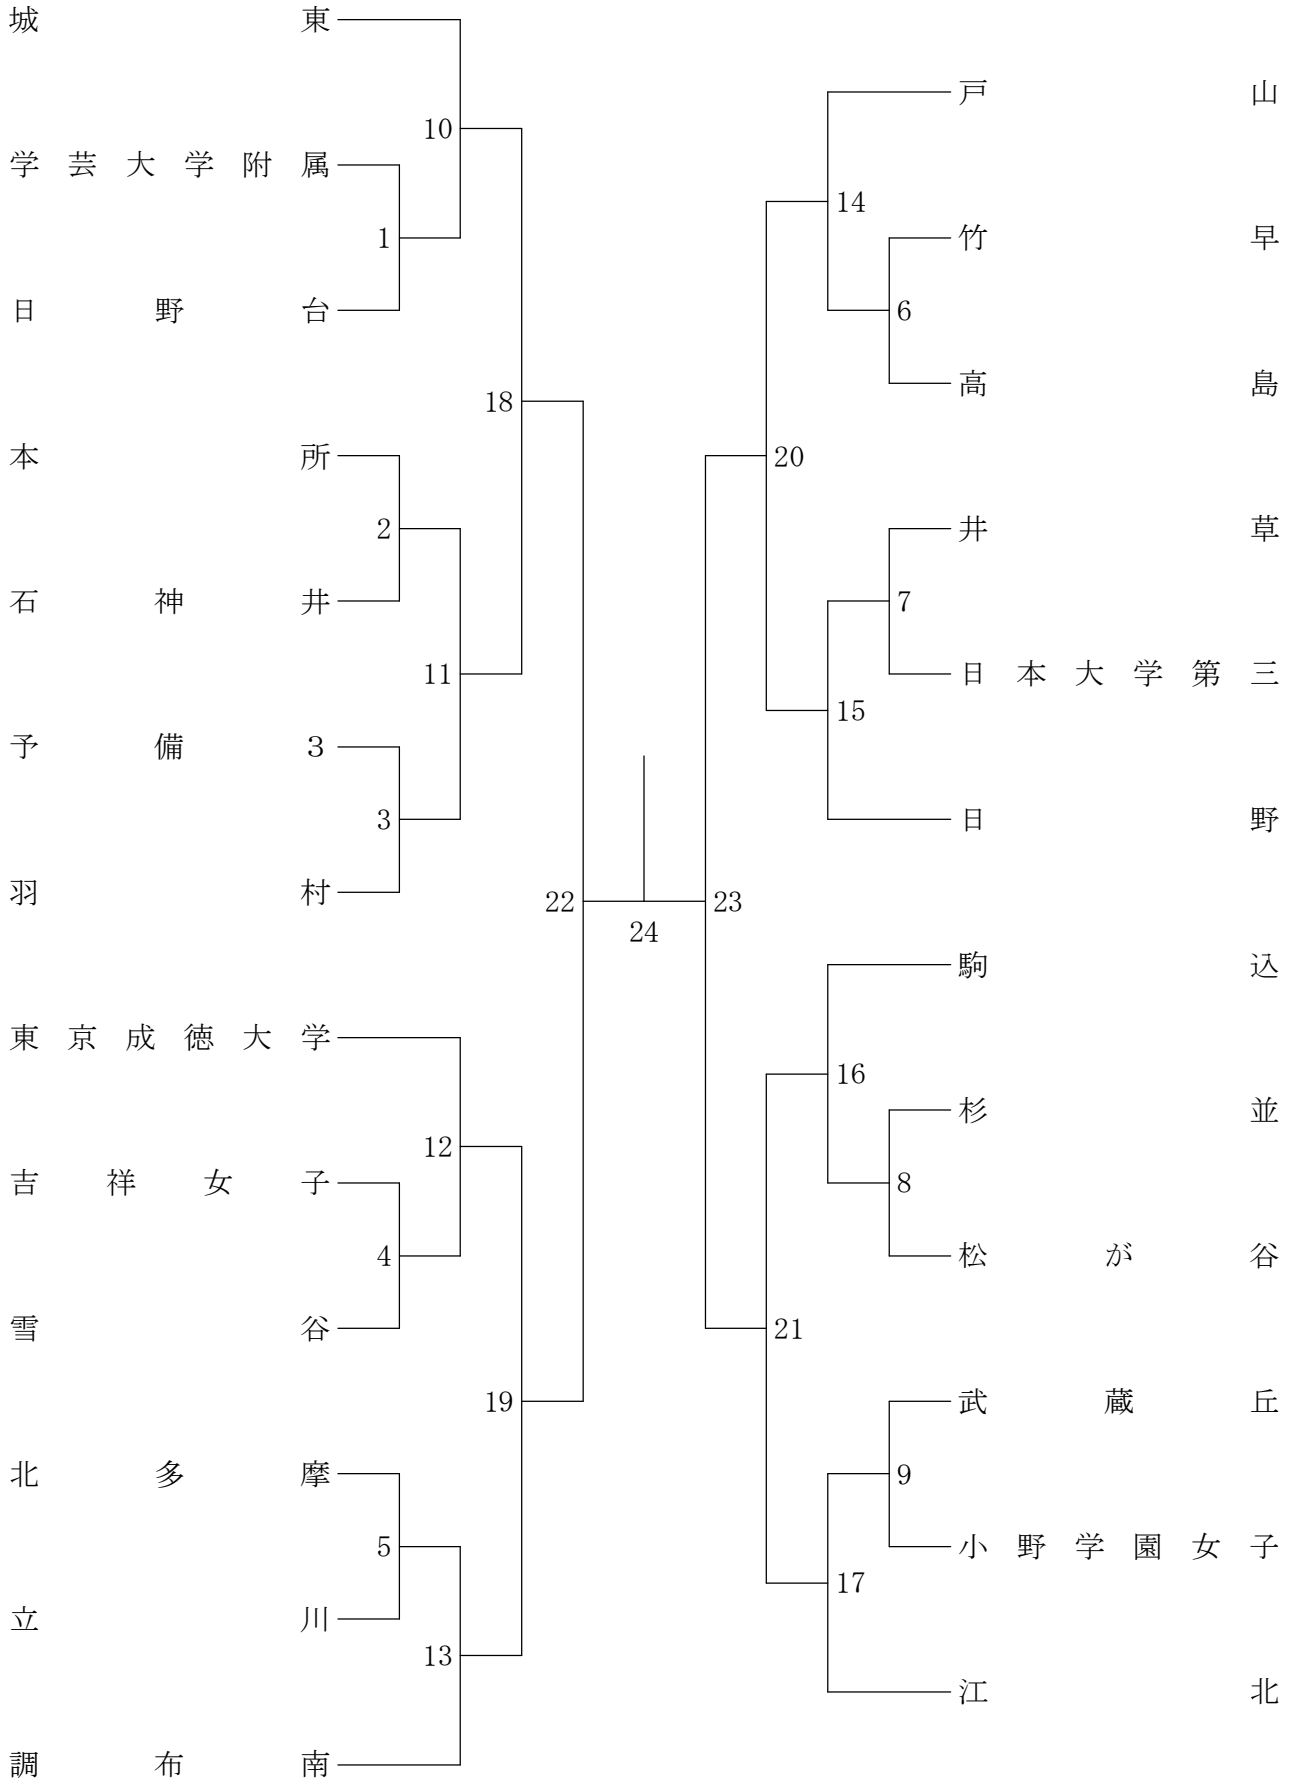 城東
学芸大学附属
日野台
本所
石神井
予備３
羽村
東京成徳大学
吉祥女子
雪谷
北多摩
立川
調布南
1
2
3
4
5
10
11
12
13
18
19
22
24
23
20
21
14
15
16
17
6
7
8
9
戸山
竹早
高島
井草
日本大学第三
日野
駒込
杉並
松が谷
武蔵丘
小野学園女子
江北